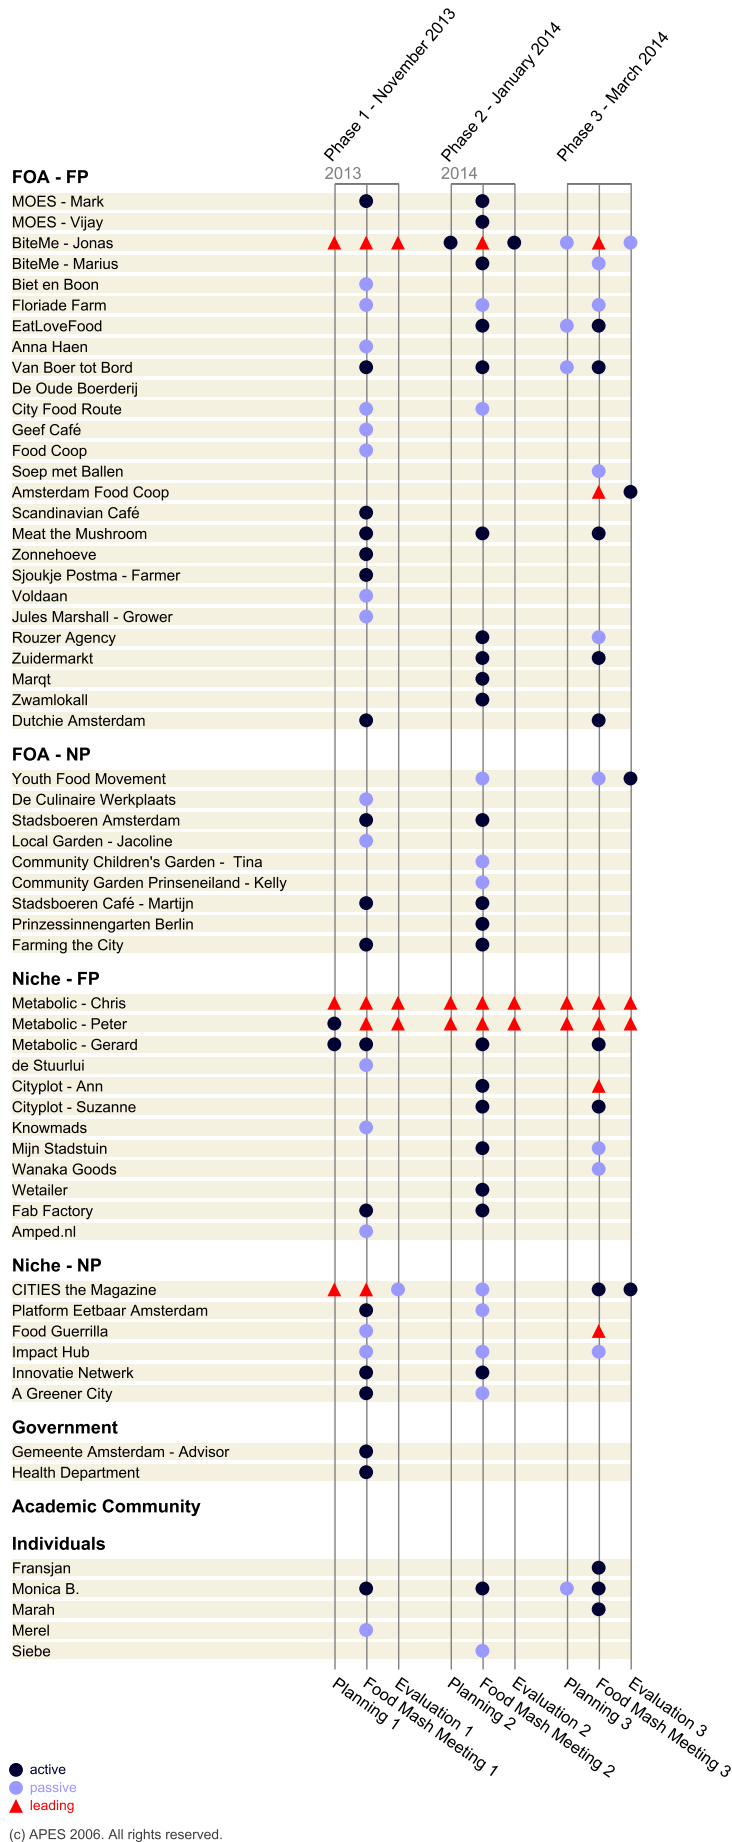 Phase 1 - November 2013
Phase 2 - January 2014
Phase 3 - March 2014
2013
2014
FOA - FP
MOES - Mark
MOES - Vijay
BiteMe - Jonas
BiteMe - Marius
Biet en Boon
Floriade Farm
EatLoveFood
Anna Haen
Van Boer tot Bord
De Oude Boerderij
City Food Route
Geef Café
Food Coop
Soep met Ballen
Amsterdam Food Coop
Scandinavian Café
Meat the Mushroom
Zonnehoeve
Sjoukje Postma - Farmer
Voldaan
Jules Marshall - Grower
Rouzer Agency
Zuidermarkt
Marqt
Zwamlokall
Dutchie Amsterdam
FOA - NP
Youth Food Movement
De Culinaire Werkplaats
Stadsboeren Amsterdam
Local Garden - Jacoline
Community Children's Garden -  Tina
Community Garden Prinseneiland - Kelly
Stadsboeren Café - Martijn
Prinzessinnengarten Berlin
Farming the City
Niche - FP
Metabolic - Chris
Metabolic - Peter
Metabolic - Gerard
de Stuurlui
Cityplot - Ann
Cityplot - Suzanne
Knowmads
Mijn Stadstuin
Wanaka Goods
Wetailer
Fab Factory
Amped.nl
Niche - NP
CITIES the Magazine
Platform Eetbaar Amsterdam
Food Guerrilla
Impact Hub
Innovatie Netwerk
A Greener City
Government
Gemeente Amsterdam - Advisor
Health Department
Academic Community
Individuals
Fransjan
Monica B.
Marah
Merel
Siebe
Planning 1
Food Mash Meeting 1
Evaluation 1
Planning 2
Food Mash Meeting 2
Evaluation 2
Planning 3
Food Mash Meeting 3
Evaluation 3
active
passive
leading
(c) APES 2006. All rights reserved.